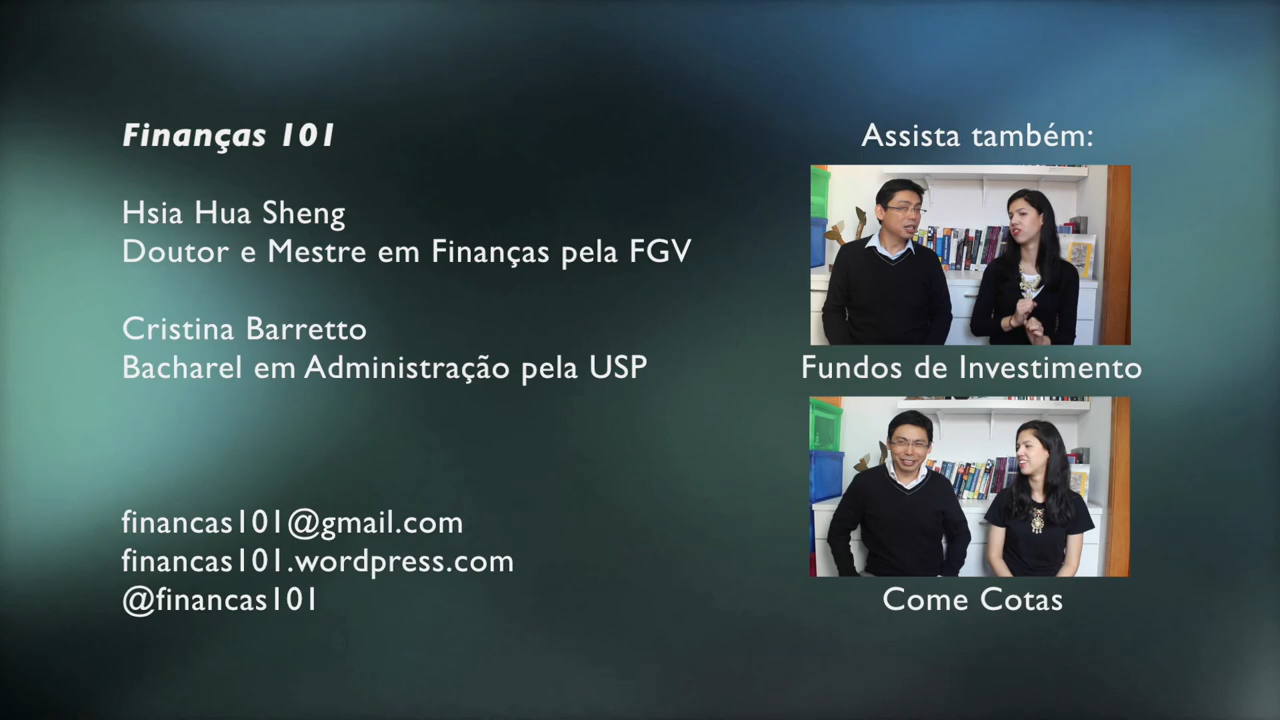 Finanças 101
Hsia Hua Sheng
Doutor e Mestre em Finanças pela FGV
Cristina Barretto
Bacharel em Administração pela USP
financas101@gmail.com
financas101.wordpress.com
@financas101
Assista também:
Fundos de Investimento
Come Cotas